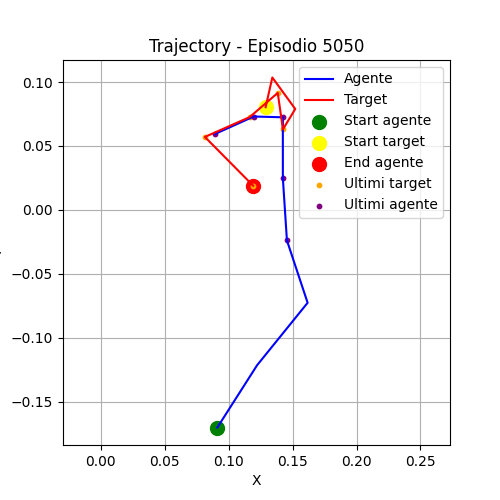 Trajectory - Episodio 5050
Agente
Target
Start agente
Start target
End agente
Ultimi target
Ultimi agente
0.10
0.05
0.00
−0.05
−0.10
−0.15
0.00
0.05
0.10
0.15
0.20
0.25
X